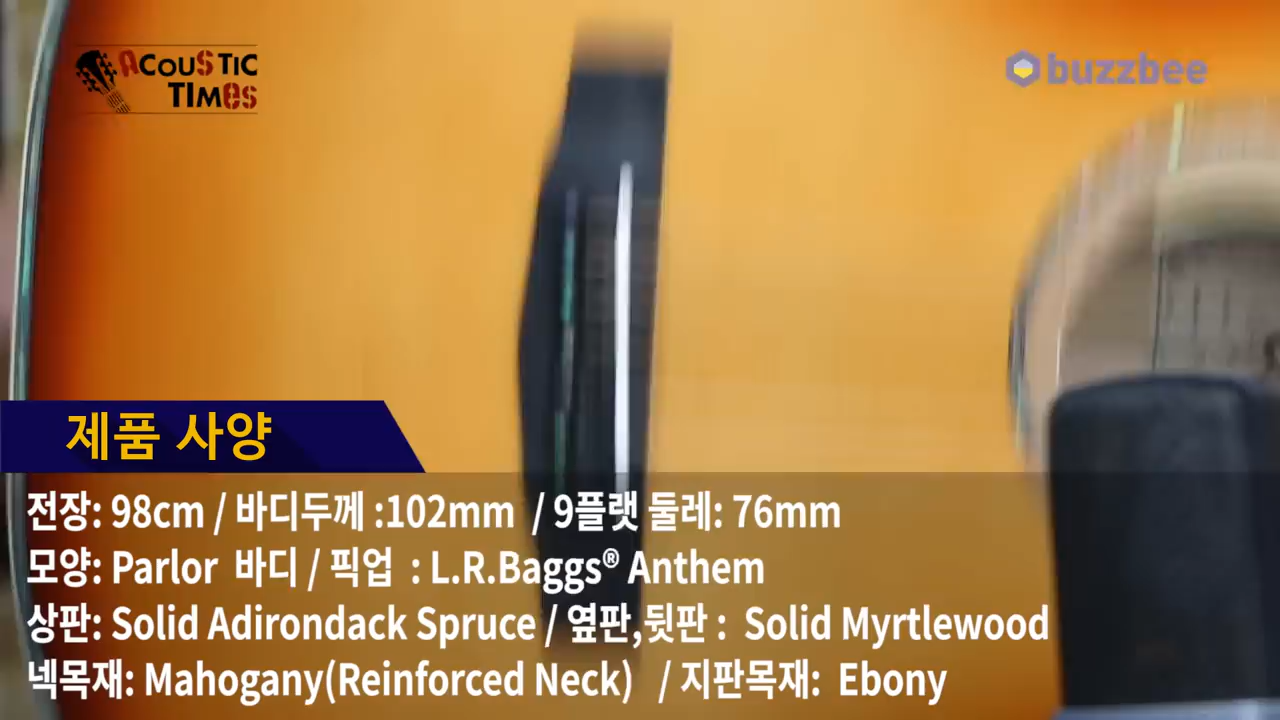 ACOUSTIC
TIMES
buzzbee
제품 사양
전장: 98cm / 바디두께 :102mm / 9플랫 둘레: 76mm
모양: Parlor 바디 / 픽업 : L.R.Baggs® Anthem
상판: Solid Adirondack Spruce / 옆판,뒷판 : Solid Myrtlewood
넥목재: Mahogany(Reinforced Neck) / 지판목재: Ebony